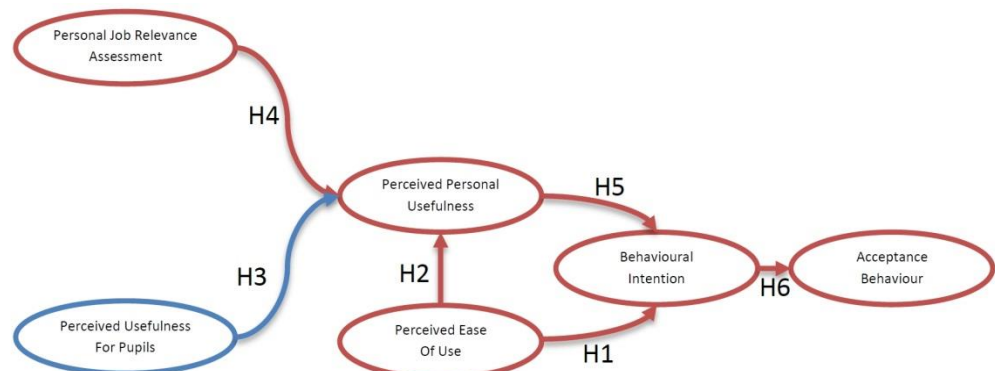 Personal Job Relevance
Assessment
H4
Perceived Personal
Usefulness
H5
H3
H2
Behavioural
Intention
H6
Acceptance
Behaviour
Perceived Usefulness
For Pupils
Perceived Ease
Of Use
H1